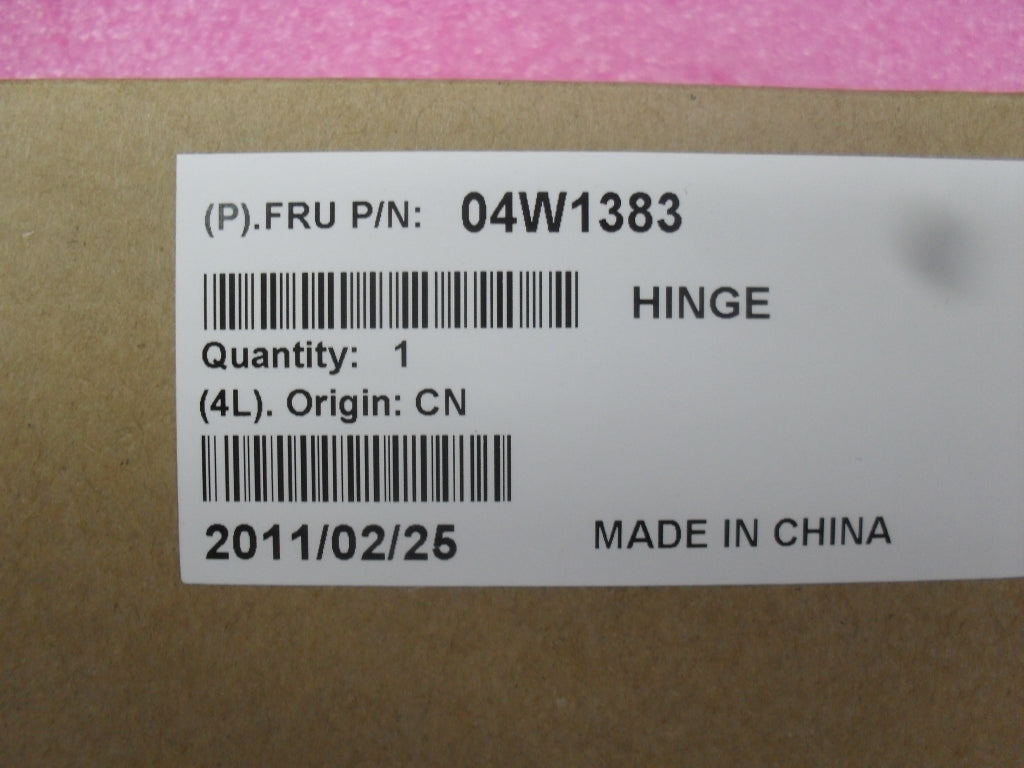 (P).FRU P/N: 04W1383
HINGE
Quantity: 1
(4L). Origin: CN
2011/02/25
MADE IN CHINA